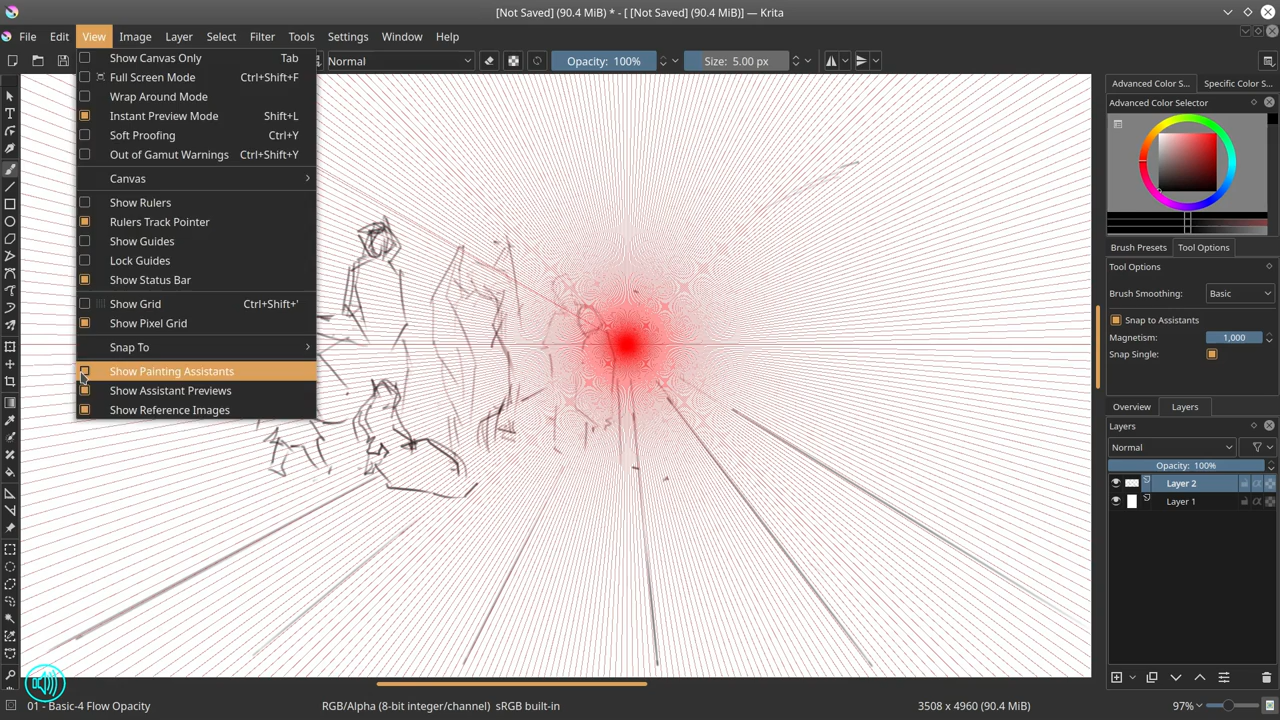 [Not Saved] (90.4 MiB) * - [ [Not Saved] (90.4 MiB) ] — Krita
File Edit View Image Layer Select Filter Tools Settings Window Help
Normal Opacity: 100% Size: 5.00 px
Show Canvas Only Tab
Full Screen Mode Ctrl+Shift+F
Wrap Around Mode
Instant Preview Mode Shift+L
Soft Proofing Ctrl+Y
Out of Gamut Warnings Ctrl+Shift+Y
Canvas
Show Rulers
Rulers Track Pointer
Show Guides
Lock Guides
Show Status Bar
Show Grid Ctrl+Shift+'
Show Pixel Grid
Snap To
Show Painting Assistants
Show Assistant Previews
Show Reference Images
Advanced Color S... Specific Color S...
Advanced Color Selector
Brush Presets Tool Options
Tool Options
Brush Smoothing: Basic
Snap to Assistants
Magnetism: 1,000
Snap Single:
Overview Layers
Layers
Normal
Opacity: 100%
Layer 2
Layer 1
01 - Basic-4 Flow Opacity RGB/Alpha (8-bit integer/channel) sRGB built-in 3508 x 4960 (90.4 MiB) 97%